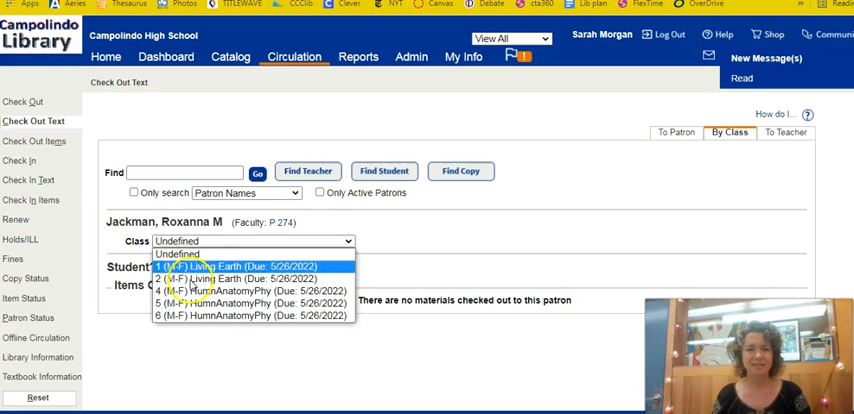 Apps
Aeries
Thesaurus
Photos
TITLEWAVE
CCClib
Clever
NYT
Canvas
Debate
cta360
Lib plan
FlexTime
OverDrive
»
Campolindo
Library
Campolindo High School
View All
Sarah Morgan
Log Out
Help
Shop
Home
Dashboard
Catalog
Circulation
Reports
Admin
My Info
1
New Message(s)
Read
Check Out Text
Check Out
Check Out Text
Check Out Items
Check In
Check In Text
Check In Items
Renew
Holds/ILL
Fines
Copy Status
Item Status
Patron Status
Offline Circulation
Library Information
Textbook Information
Reset
How do I... ?
To Patron
By Class
To Teacher
Find
Go
Find Teacher
Find Student
Find Copy
Only search
Patron Names
Only Active Patrons
Jackman, Roxanna M (Faculty: P 274)
Class Undefined
Undefined
1 (M-F) Living Earth (Due: 5/26/2022)
2 (M-F) Living Earth (Due: 5/26/2022)
4 (M-F) HumnAnatomyPhy (Due: 5/26/2022)
5 (M-F) HumnAnatomyPhy (Due: 5/26/2022)
6 (M-F) HumnAnatomyPhy (Due: 5/26/2022)
There are no materials checked out to this patron